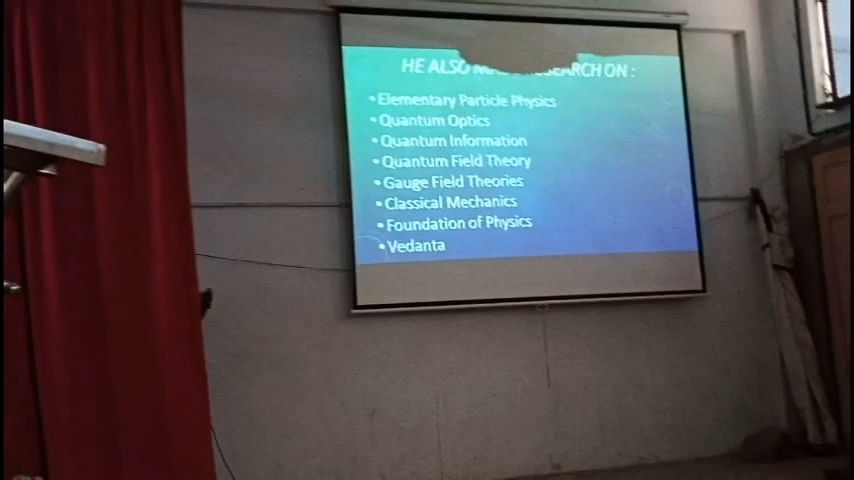 HE ALSO RESEARCH ON :
• Elementary Particle Physics
• Quantum Optics
• Quantum Information
• Quantum Field Theory
• Gauge Field Theories
• Classical Mechanics
• Foundation of Physics
• Vedanta